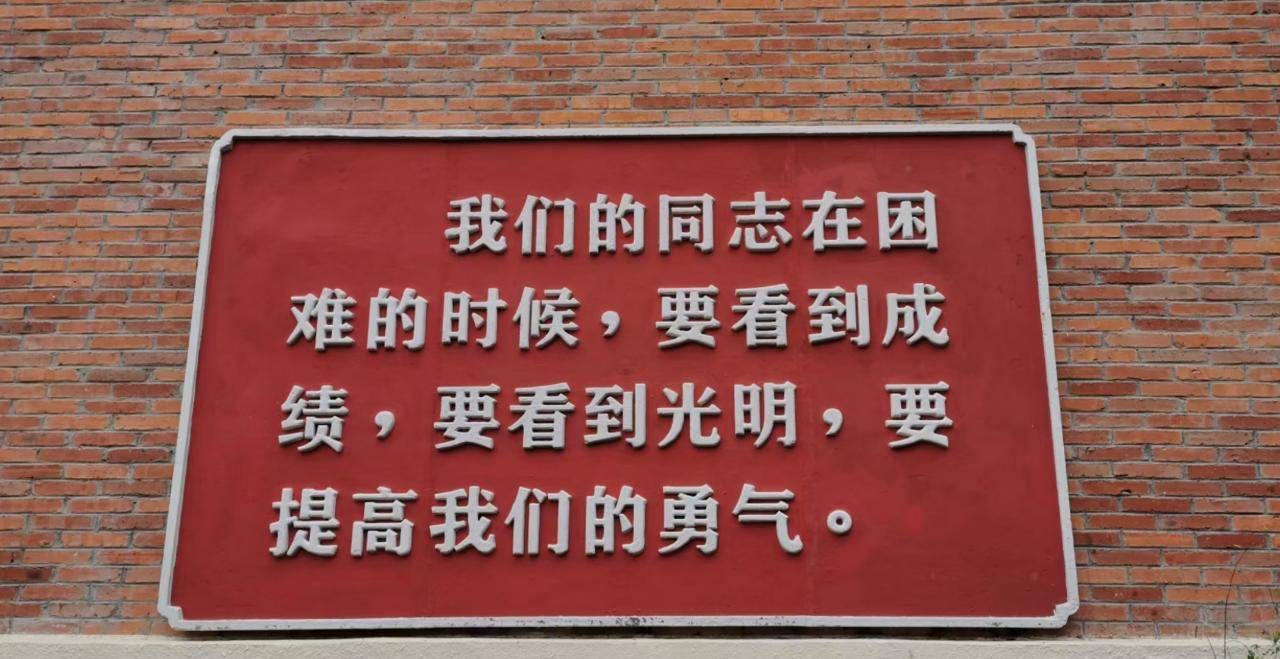 我们的同志在困
难的时候，要看到成
绩，要看到光明，要
提高我们的勇气。